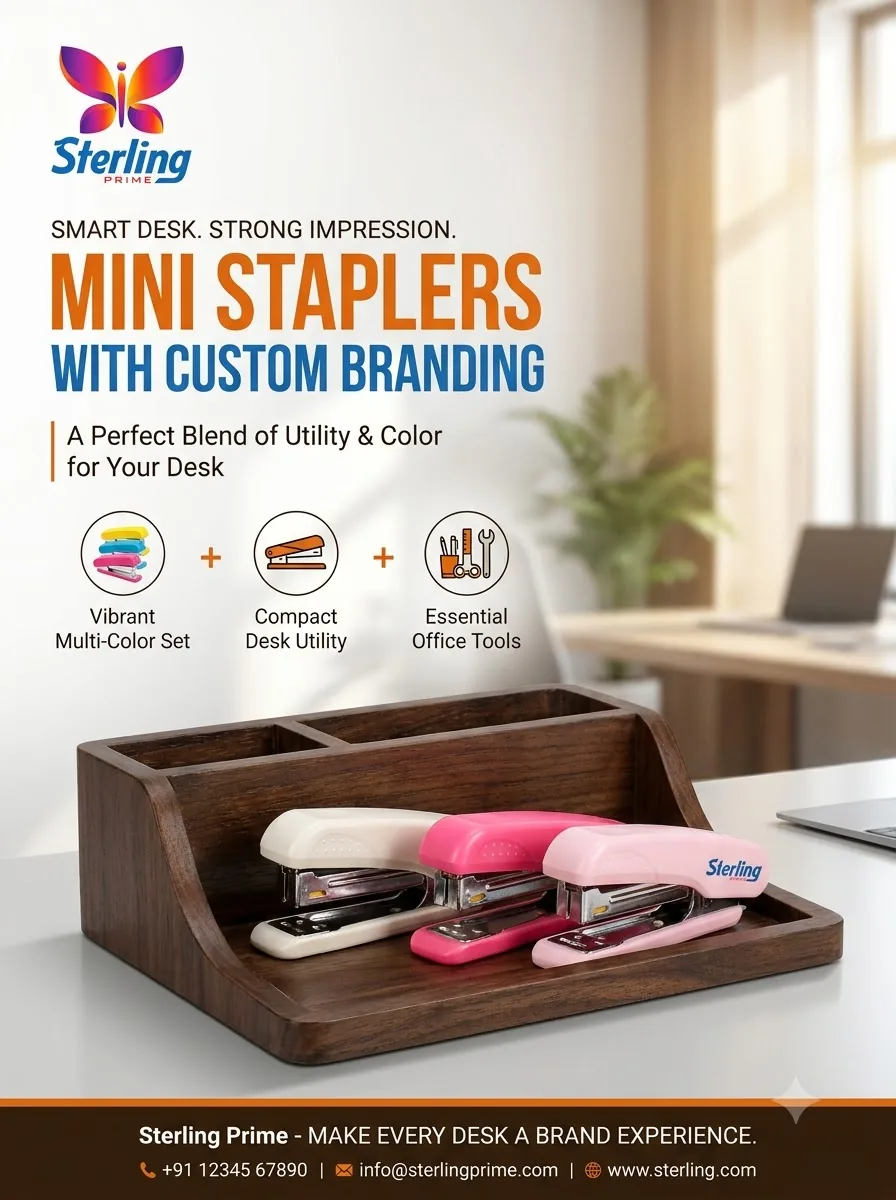 Sterling
PRIME
SMART DESK. STRONG IMPRESSION.
MINI STAPLERS
WITH CUSTOM BRANDING
A Perfect Blend of Utility & Color
for Your Desk
Vibrant
Multi-Color Set
Compact
Desk Utility
Essential
Office Tools
Sterling
Sterling Prime - MAKE EVERY DESK A BRAND EXPERIENCE.
+91 12345 67890 | info@sterlingprime.com | www.sterling.com